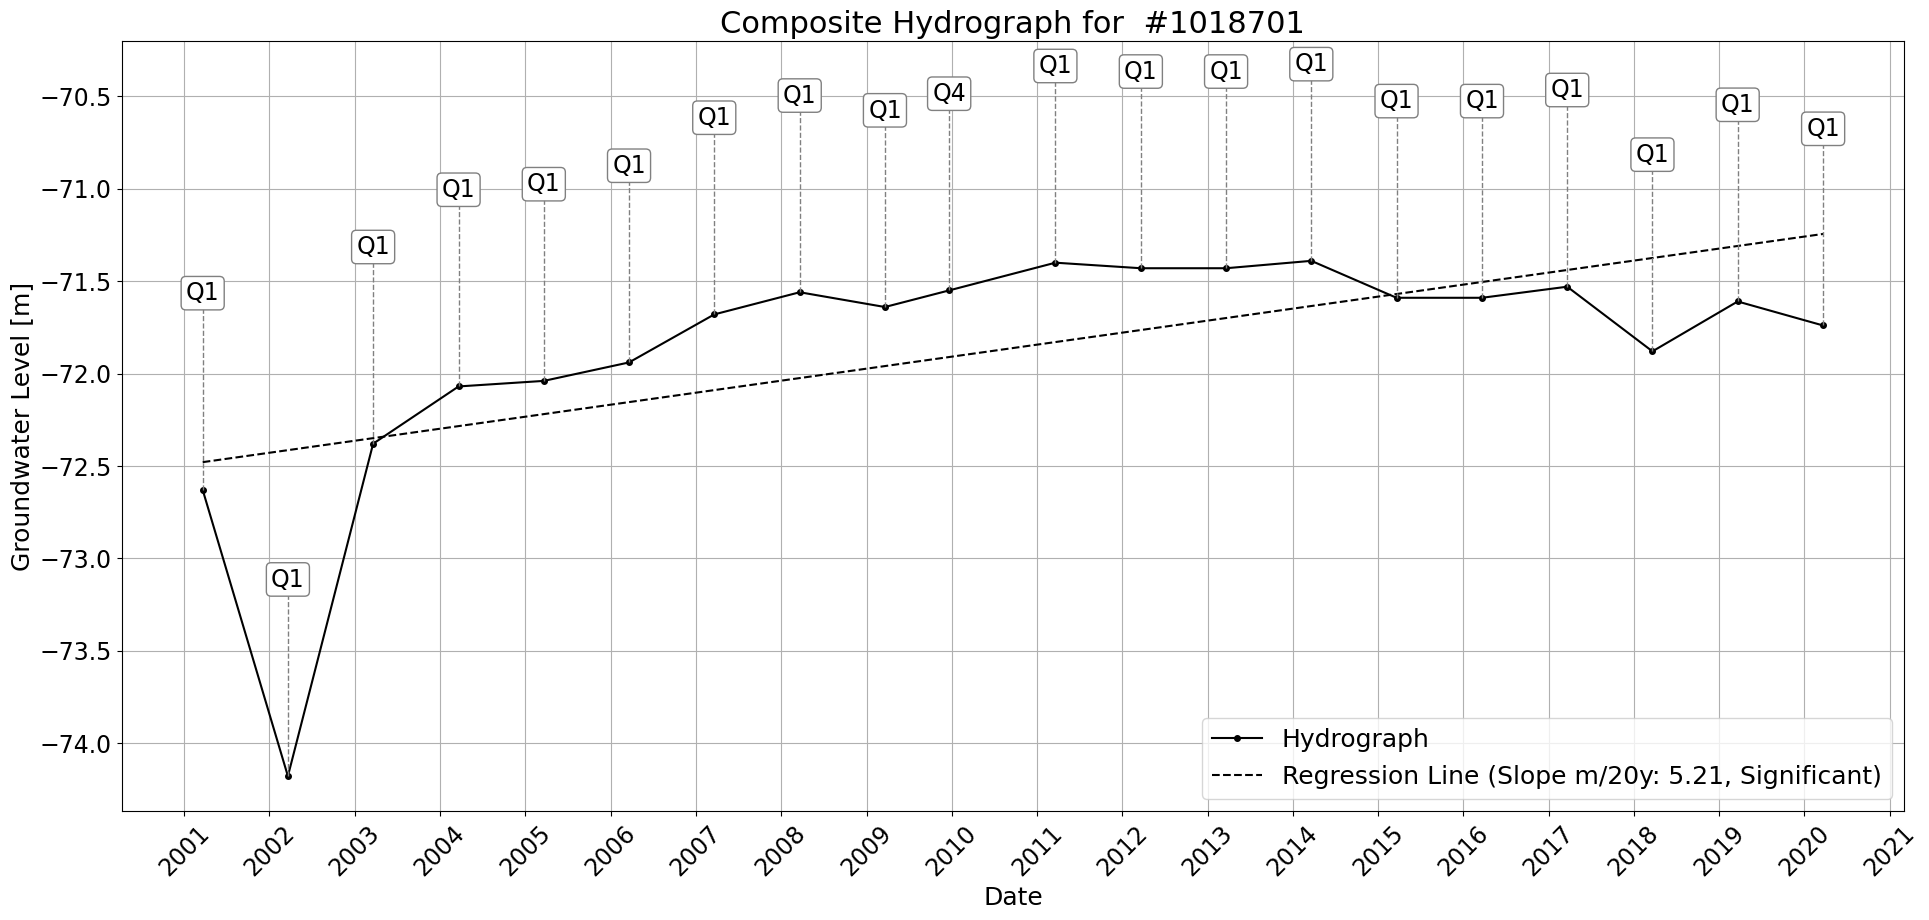 Composite Hydrograph for  #1018701
Groundwater Level [m]
−70.5
−71.0
−71.5
−72.0
−72.5
−73.0
−73.5
−74.0
Q1
Q1
Q1
Q1
Q1
Q1
Q1
Q1
Q1
Q4
Q1
Q1
Q1
Q1
Q1
Q1
Q1
Q1
Q1
Q1
Hydrograph
Regression Line (Slope m/20y: 5.21, Significant)
2001
2002
2003
2004
2005
2006
2007
2008
2009
2010
2011
2012
2013
2014
2015
2016
2017
2018
2019
2020
2021
Date